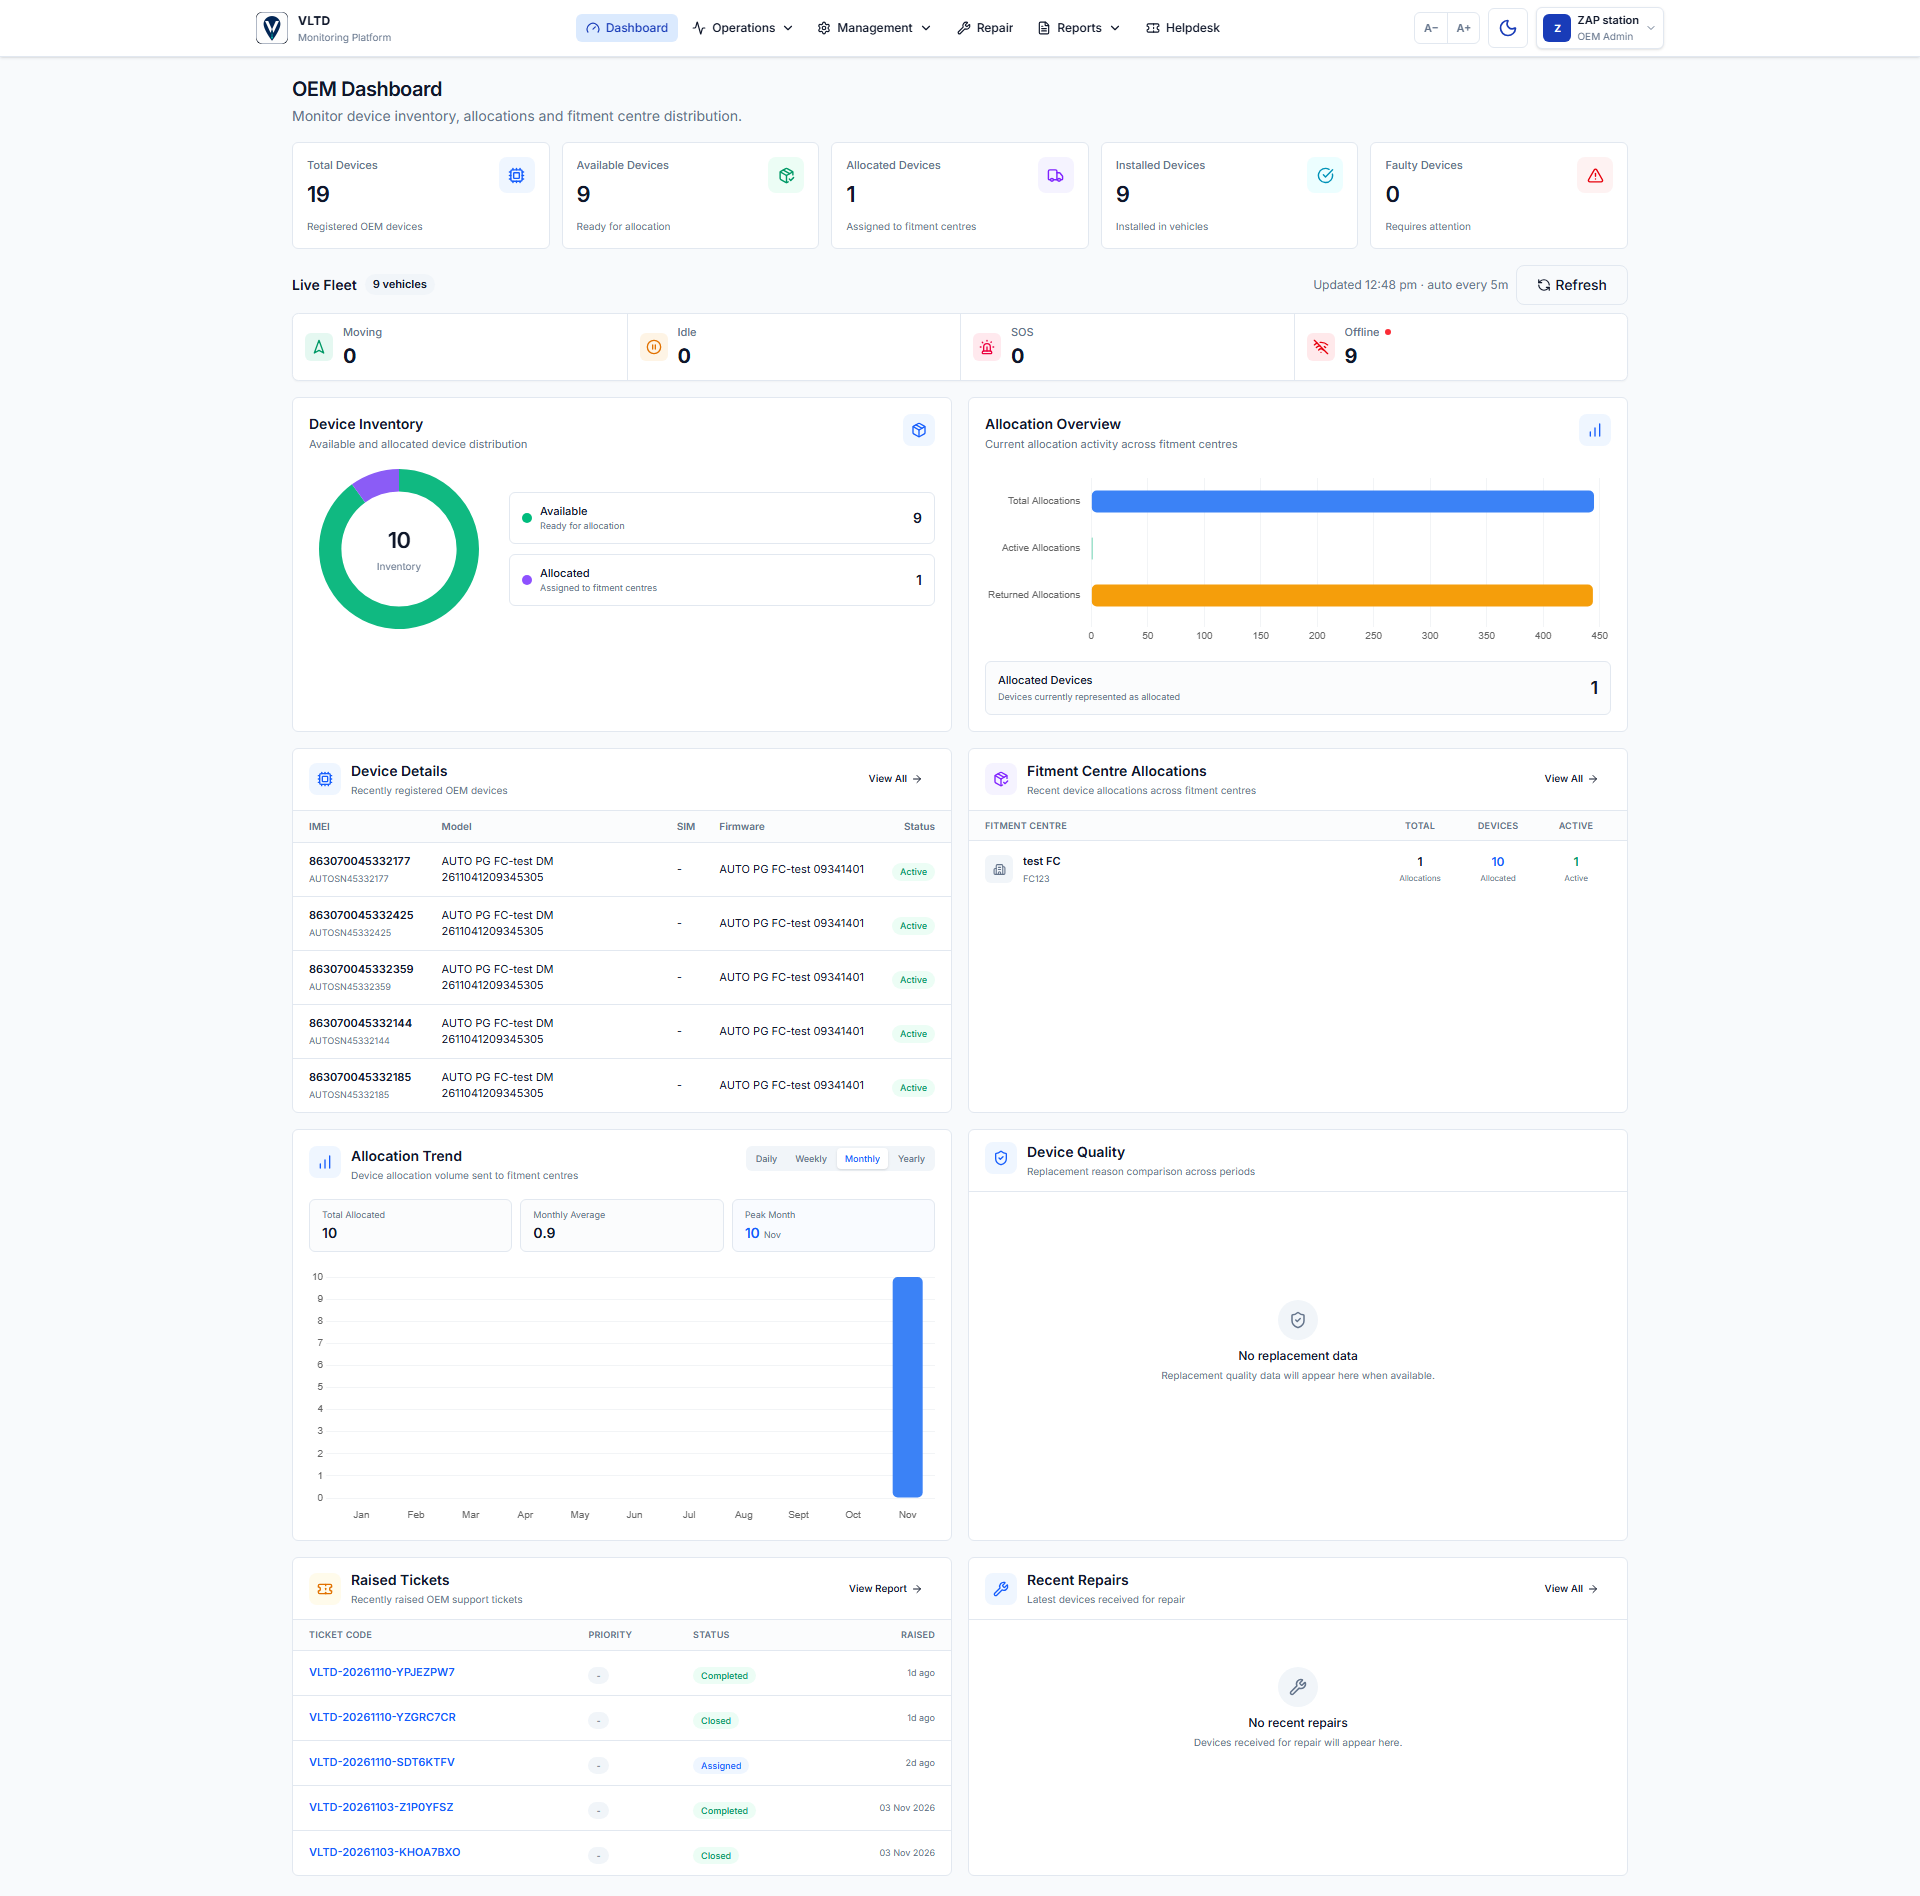 VLTD
Monitoring Platform
Dashboard
Operations
Management
Repair
Reports
Helpdesk
A−
A+
Z
ZAP station
OEM Admin
OEM Dashboard
Monitor device inventory, allocations and fitment centre distribution.
Total Devices
19
Registered OEM devices
Available Devices
9
Ready for allocation
Allocated Devices
1
Assigned to fitment centres
Installed Devices
9
Installed in vehicles
Faulty Devices
0
Requires attention
Live Fleet
9 vehicles
Updated 12:48 pm · auto every 5m
Refresh
Moving
0
Idle
0
SOS
0
Offline
9
Device Inventory
Available and allocated device distribution
10
Inventory
Available
Ready for allocation
9
Allocated
Assigned to fitment centres
1
Allocation Overview
Current allocation activity across fitment centres
Total Allocations
Active Allocations
Returned Allocations
0 50 100 150 200 250 300 350 400 450
Allocated Devices
Devices currently represented as allocated
1
Device Details
Recently registered OEM devices
View All
IMEI Model SIM Firmware Status
863070045332177
AUTOSN45332177
AUTO PG FC-test DM
2611041209345305
-
AUTO PG FC-test 09341401
Active
863070045332425
AUTOSN45332425
AUTO PG FC-test DM
2611041209345305
-
AUTO PG FC-test 09341401
Active
863070045332359
AUTOSN45332359
AUTO PG FC-test DM
2611041209345305
-
AUTO PG FC-test 09341401
Active
863070045332144
AUTOSN45332144
AUTO PG FC-test DM
2611041209345305
-
AUTO PG FC-test 09341401
Active
863070045332185
AUTOSN45332185
AUTO PG FC-test DM
2611041209345305
-
AUTO PG FC-test 09341401
Active
Fitment Centre Allocations
Recent device allocations across fitment centres
View All
FITMENT CENTRE TOTAL DEVICES ACTIVE
test FC
FC123
1
Allocations
10
Allocated
1
Active
Allocation Trend
Device allocation volume sent to fitment centres
Daily Weekly Monthly Yearly
Total Allocated
10
Monthly Average
0.9
Peak Month
10 Nov
10
9
8
7
6
5
4
3
2
1
0
Jan Feb Mar Apr May Jun Jul Aug Sept Oct Nov
Device Quality
Replacement reason comparison across periods
No replacement data
Replacement quality data will appear here when available.
Raised Tickets
Recently raised OEM support tickets
View Report
TICKET CODE PRIORITY STATUS RAISED
VLTD-20261110-YPJEZPW7 - Completed 1d ago
VLTD-20261110-YZGRC7CR - Closed 1d ago
VLTD-20261110-SDT6KTFV - Assigned 2d ago
VLTD-20261103-Z1P0YFSZ - Completed 03 Nov 2026
VLTD-20261103-KHOA7BXO - Closed 03 Nov 2026
Recent Repairs
Latest devices received for repair
View All
No recent repairs
Devices received for repair will appear here.